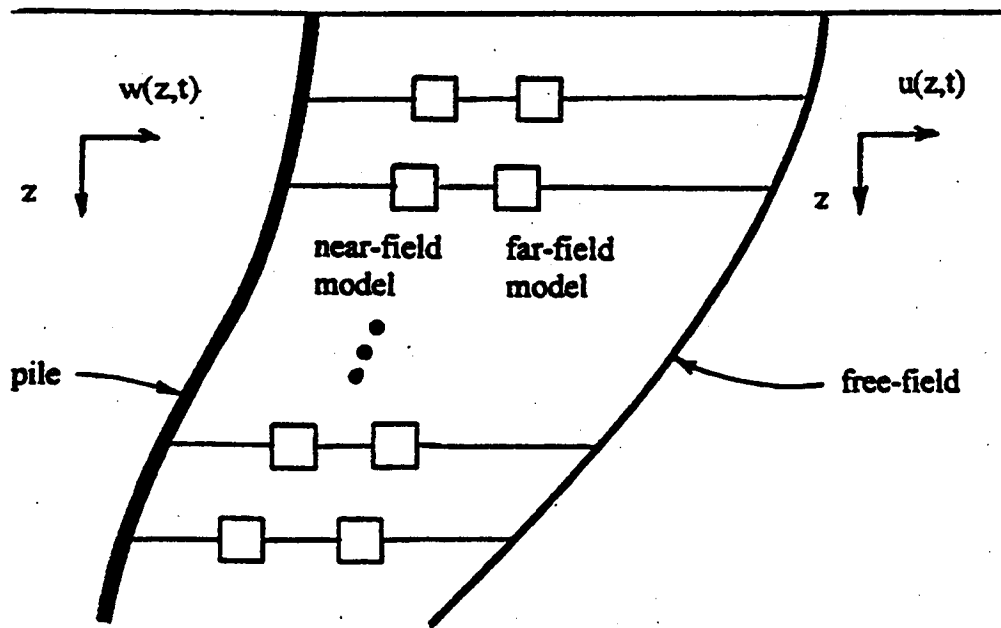 w(z,t)
u(z,t)
z
z
near-field
model
far-field
model
pile
free-field